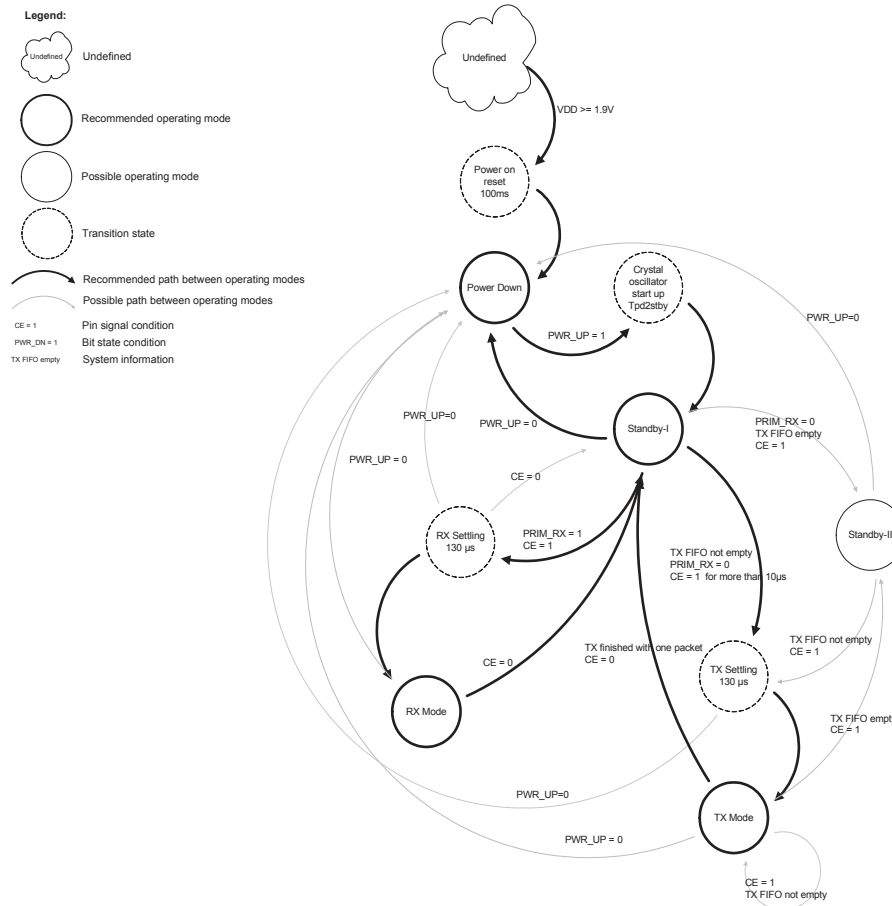 Legend:
Undefined
Undefined
Recommended operating mode
Possible operating mode
Transition state
Recommended path between operating modes
Possible path between operating modes
CE = 1 Pin signal condition
PWR_DN = 1 Bit state condition
TX FIFO empty System information
Undefined
VDD >= 1.9V
Power on
reset
100ms
Power Down
Crystal
oscillator
start up
Tpd2stby
PWR_UP = 1
PWR_UP=0
PWR_UP=0
PWR_UP = 0
Standby-I
PRIM_RX = 0
TX FIFO empty
CE = 1
PWR_UP = 0
CE = 0
RX Settling
130 µs
PRIM_RX = 1
CE = 1
TX FIFO not empty
PRIM_RX = 0
CE = 1 for more than 10µs
Standby-II
TX finished with one packet
CE = 0
TX FIFO not empty
CE = 1
CE = 0
TX Settling
130 µs
RX Mode
TX FIFO empt
CE = 1
PWR_UP=0
TX Mode
PWR_UP = 0
CE = 1
TX FIFO not empty